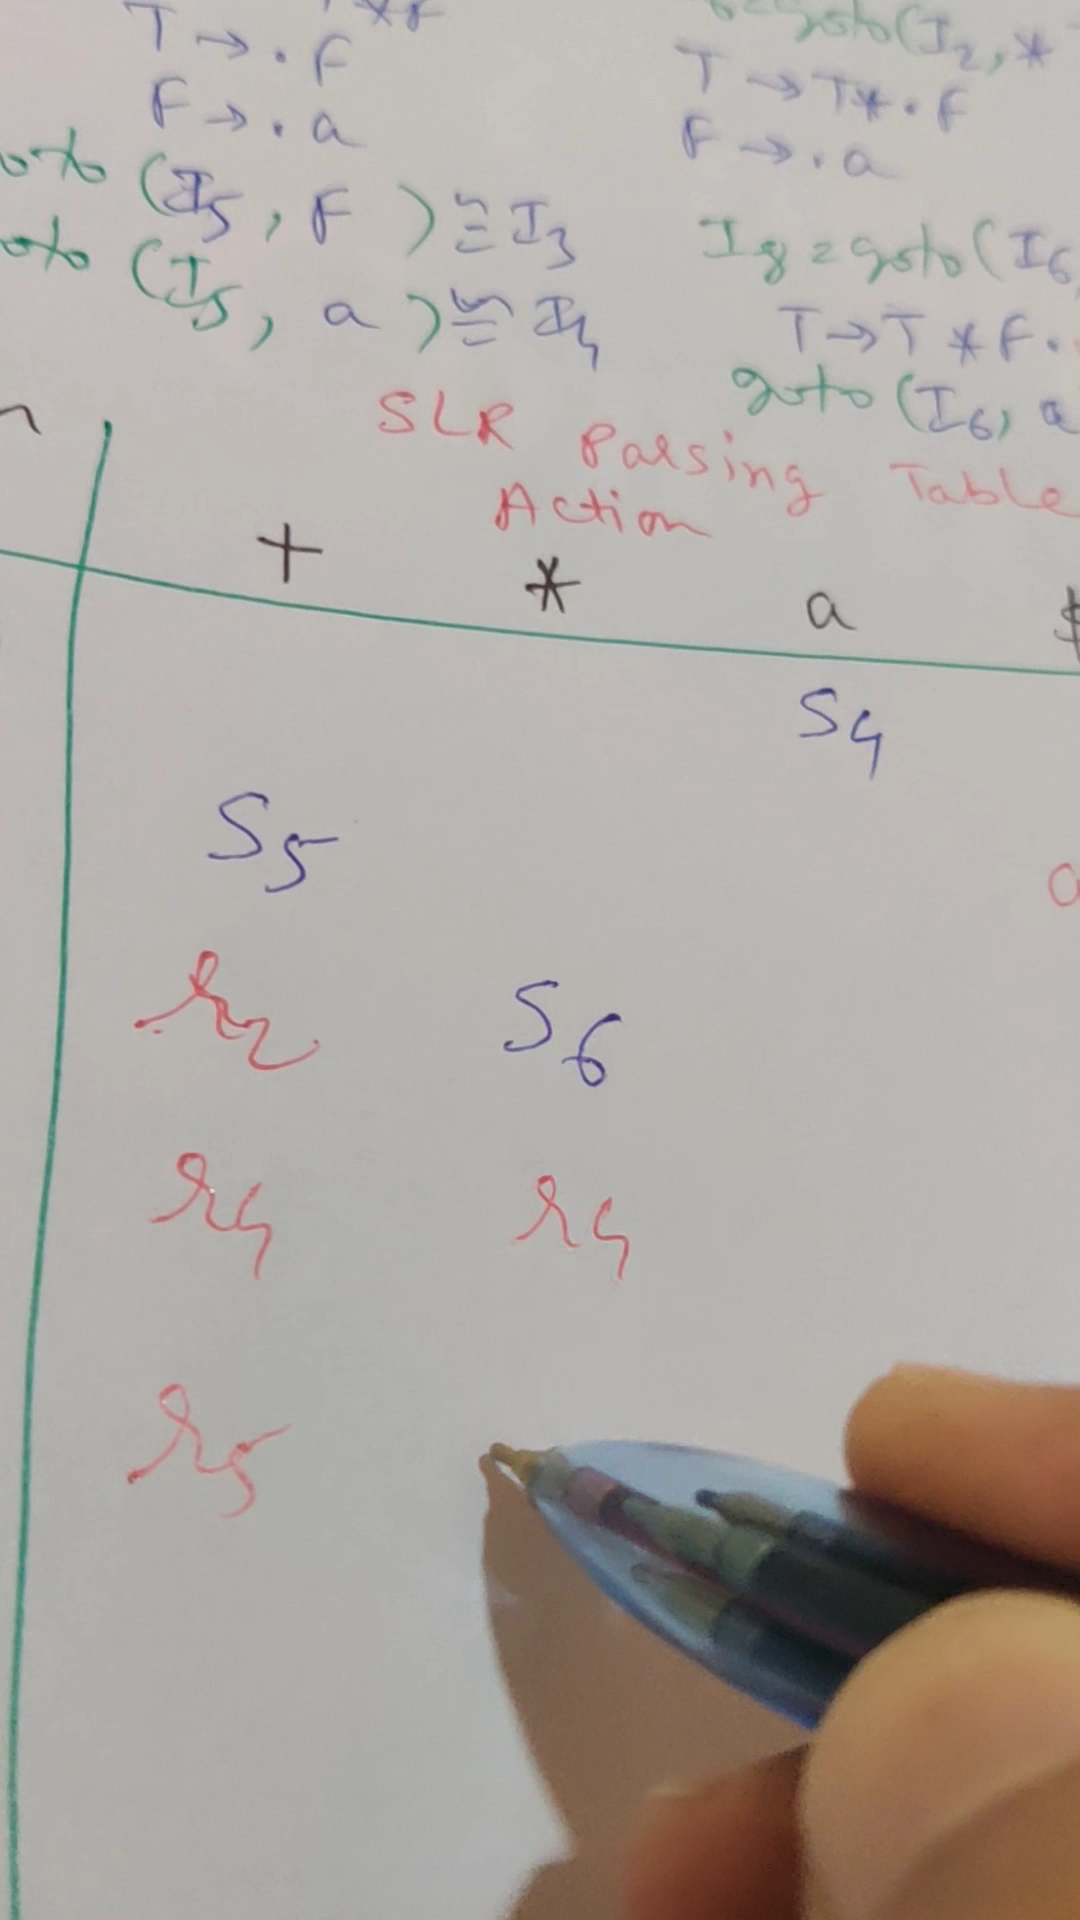 T → . F
F → . a
(I5, F) ≅ I3
(I5, a) ≅ I4
goto(I2, *
T → T * . F
F → . a
I8 = goto(I6,
T → T * F .
goto (I6, a
SLR Parsing Table
Action
+ * a $
S4
S5
r2 S6
r4 r4
r5